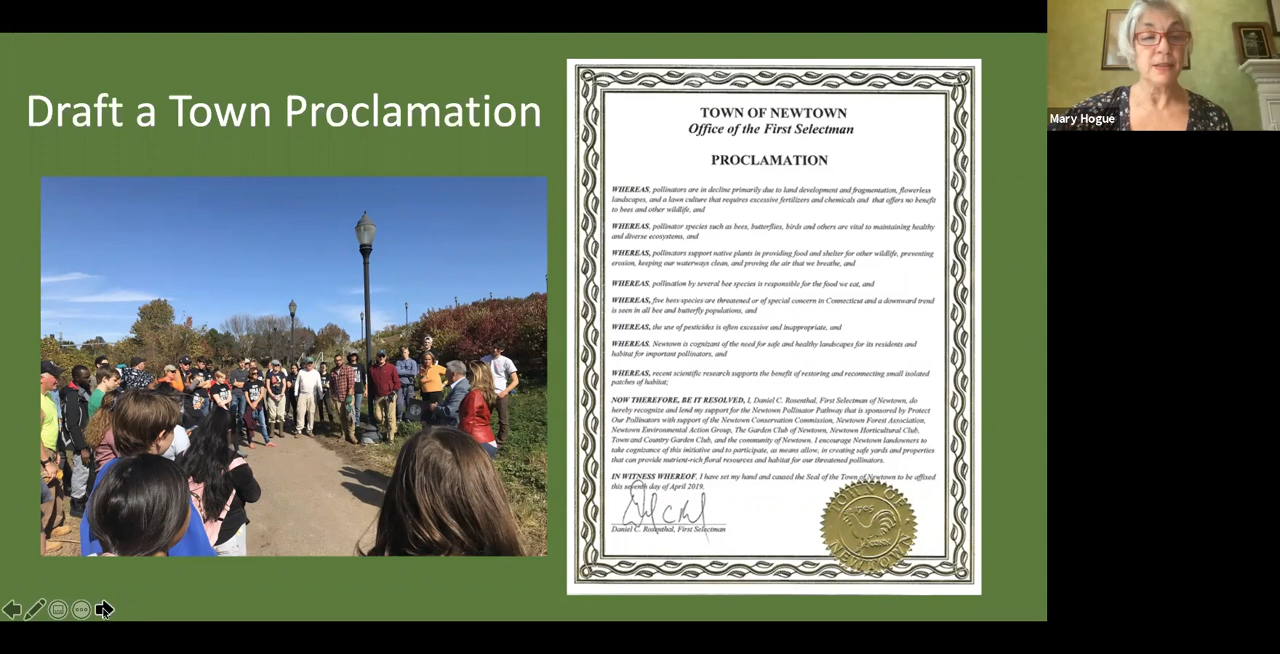 Draft a Town Proclamation
TOWN OF NEWTOWN
Office of the First Selectman
PROCLAMATION
WHEREAS, pollinators are in decline primarily due to land development and fragmentation, flowerless
landscapes, and a lawn culture that requires excessive fertilizers and chemicals and that offers no benefit
to bees and other wildlife, and
WHEREAS, pollinator species such as bees, butterflies, birds and others are vital to maintaining healthy
and diverse ecosystems, and
WHEREAS, pollinators support native plants in providing food and shelter for other wildlife, preventing
erosion, keeping our waterways clean, and proving the air that we breathe, and
WHEREAS, pollination by several bee species is responsible for the food we eat, and
WHEREAS, five bees-species are threatened or of special concern in Connecticut and a downward trend
is seen in all bee and butterfly populations, and
WHEREAS, the use of pesticides is often excessive and inappropriate, and
WHEREAS, Newtown is cognizant of the need for safe and healthy landscapes for its residents and
habitat for important pollinators, and
WHEREAS, recent scientific research supports the benefit of restoring and reconnecting small isolated
patches of habitat;
NOW THEREFORE, BE IT RESOLVED, I, Daniel C. Rosenthal, First Selectman of Newtown, do
hereby recognize and lend my support for the Newtown Pollinator Pathway that is sponsored by Protect
Our Pollinators with support of the Newtown Conservation Commission, Newtown Forest Association,
Newtown Environmental Action Group, The Garden Club of Newtown, Newtown Horticultural Club,
Town and Country Garden Club, and the community of Newtown. I encourage Newtown landowners to
take cognizance of this initiative and to participate, as means allow, in creating safe yards and properties
that can provide nutrient-rich floral resources and habitat for our threatened pollinators.
IN WITNESS WHEREOF, I have set my hand and caused the Seal of the Town of Newtown to be affixed
this seventh day of April 2019.
Daniel C. Rosenthal, First Selectman
TOWN OF
1705
NEWTOWN
Mary Hogue